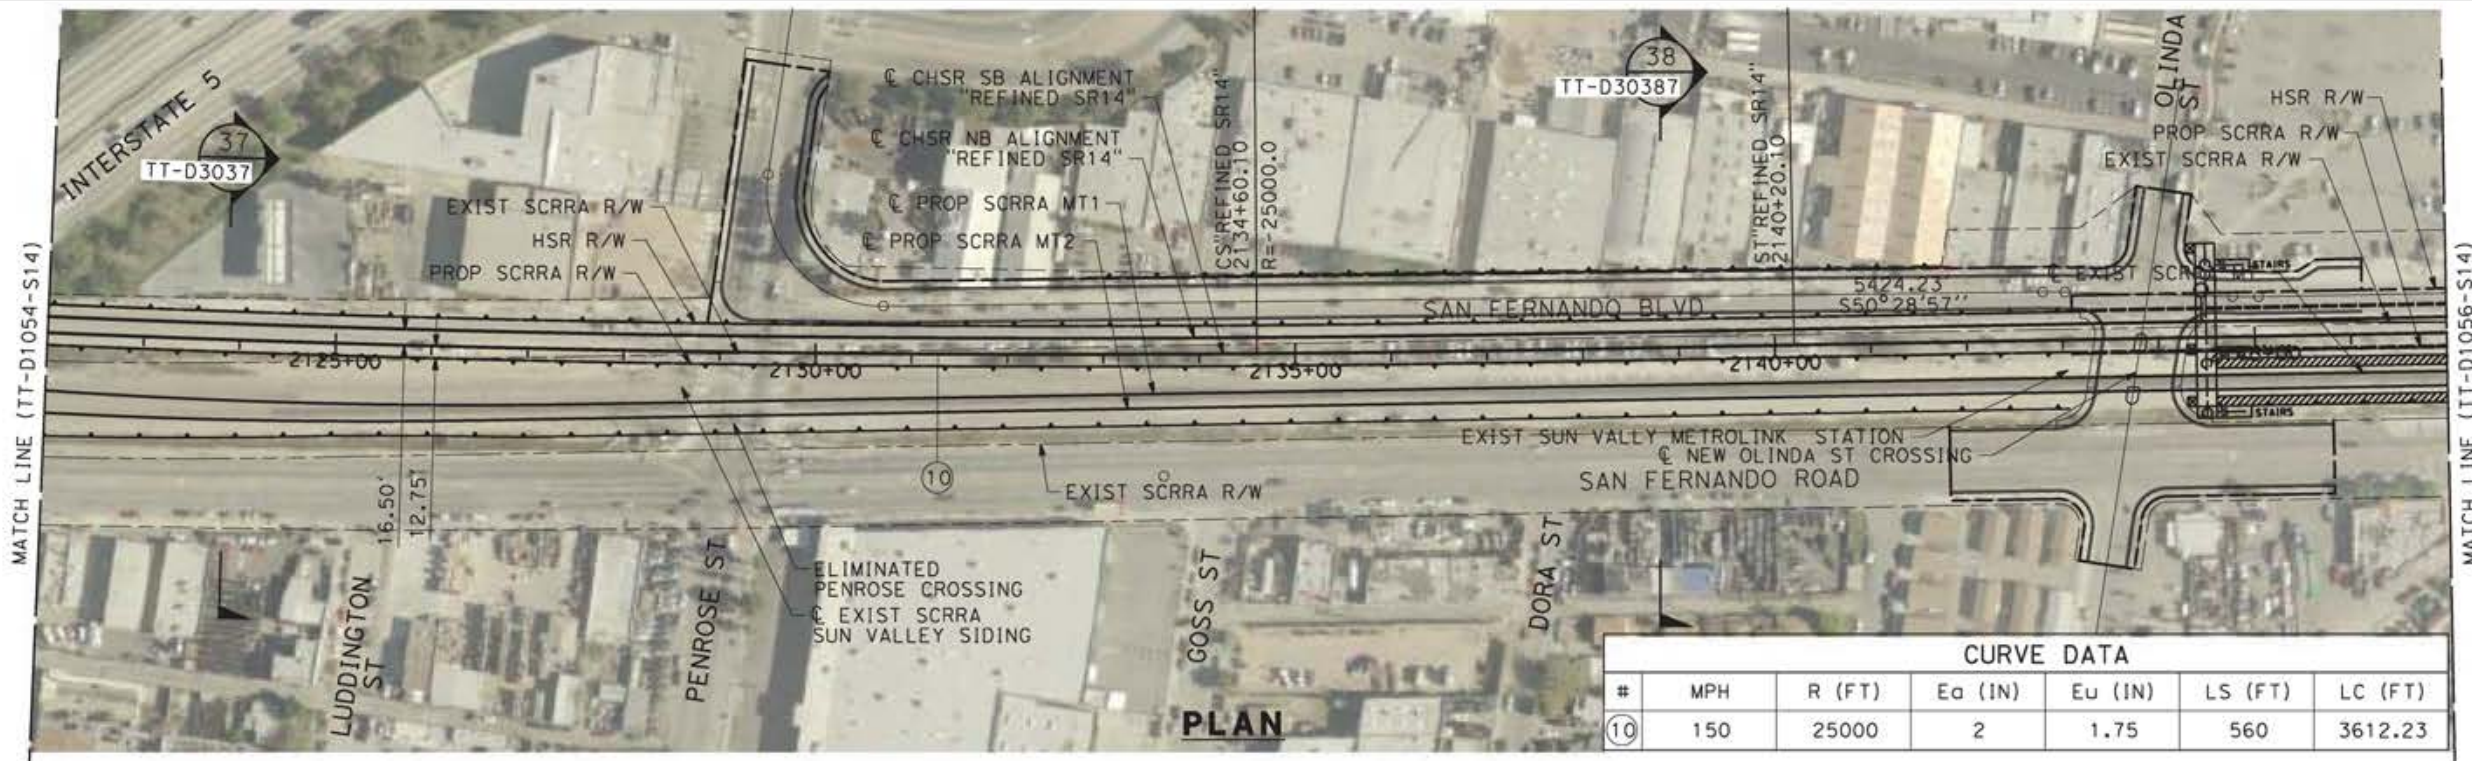 INTERSTATE 5
37
TT-D3037
38
TT-D30387
MATCH LINE (TT-D1054-S14)
MATCH LINE (TT-D1056-S14)
℄ CHSR SB ALIGNMENT
"REFINED SR14"
℄ CHSR NB ALIGNMENT
"REFINED SR14"
℄ PROP SCRRA MT1
℄ PROP SCRRA MT2
EXIST SCRRA R/W
HSR R/W
PROP SCRRA R/W
CS"REFINED SR14"
2134+60.10
R=-25000.0
ST"REFINED SR14"
2140+20.10
OLINDA
ST
HSR R/W
PROP SCRRA R/W
EXIST SCRRA R/W
STAIRS
SAN FERNANDO BLVD
5424.23
S50°28'57"
2125+00
2130+00
2135+00
2140+00
STAIRS
EXIST SUN VALLY METROLINK STATION
℄ NEW OLINDA ST CROSSING
SAN FERNANDO ROAD
10
EXIST SCRRA R/W
16.50'
12.75'
ELIMINATED
PENROSE CROSSING
℄ EXIST SCRRA
SUN VALLEY SIDING
LUDDINGTON
ST
PENROSE ST
GOSS ST
DORA ST
PLAN
CURVE DATA
# MPH R (FT) Ea (IN) Eu (IN) LS (FT) LC (FT)
10 150 25000 2 1.75 560 3612.23